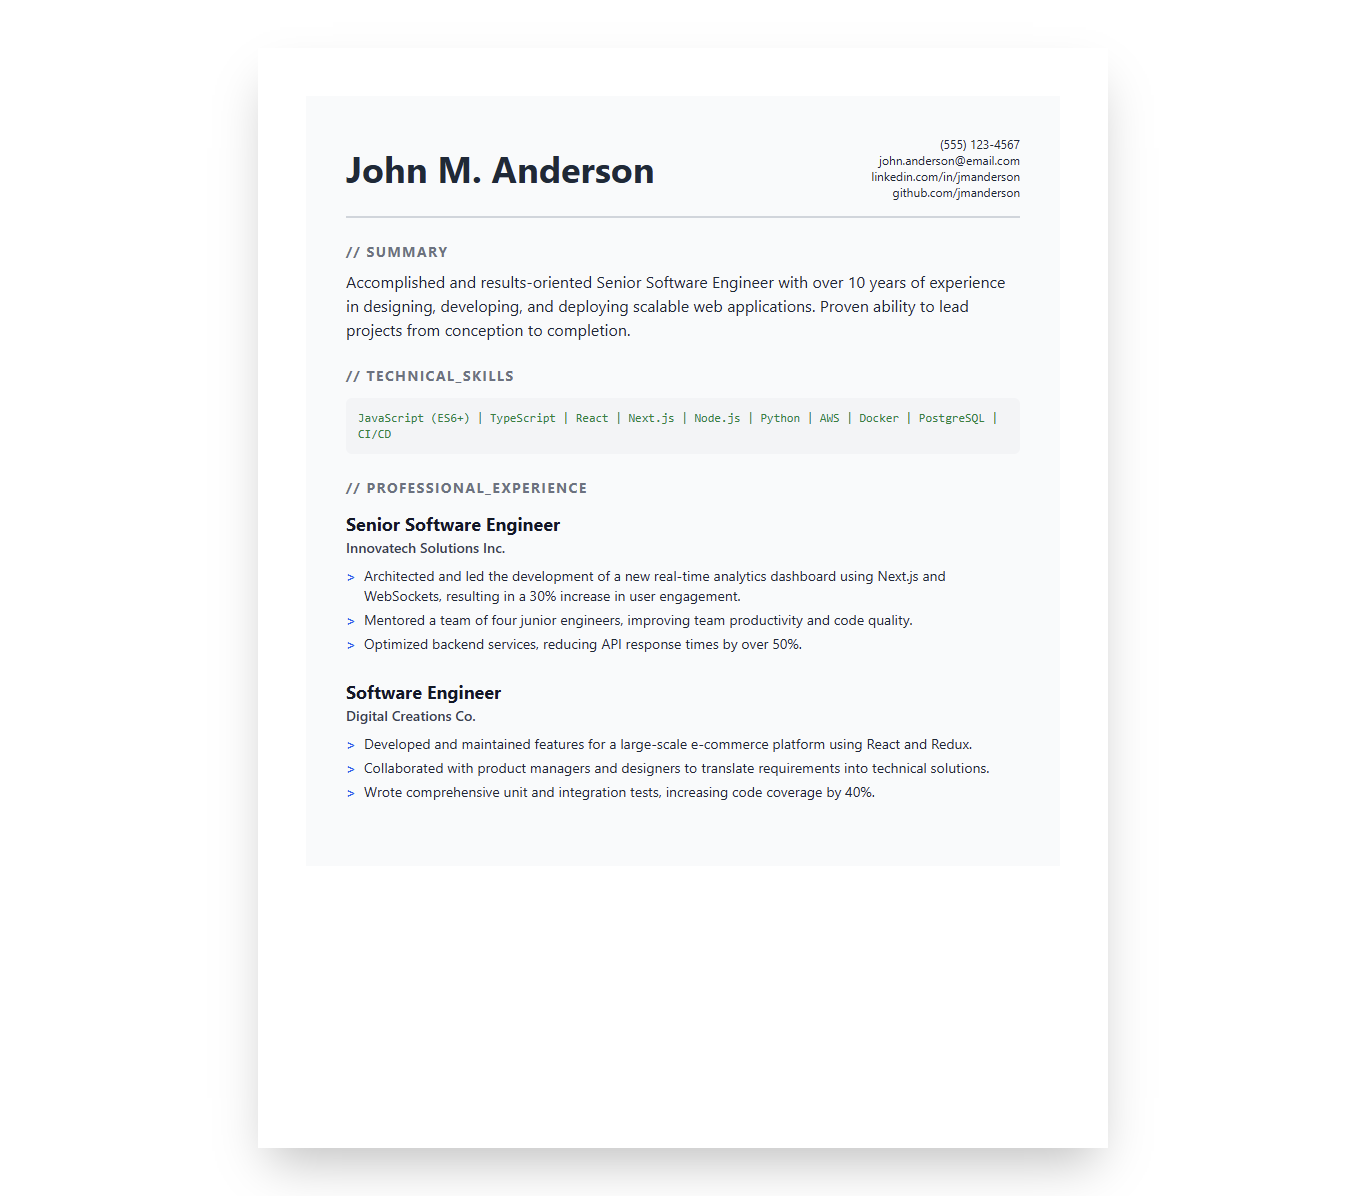 John M. Anderson
(555) 123-4567
john.anderson@email.com
linkedin.com/in/jmanderson
github.com/jmanderson
// SUMMARY
Accomplished and results-oriented Senior Software Engineer with over 10 years of experience
in designing, developing, and deploying scalable web applications. Proven ability to lead
projects from conception to completion.
// TECHNICAL_SKILLS
JavaScript (ES6+) | TypeScript | React | Next.js | Node.js | Python | AWS | Docker | PostgreSQL |
CI/CD
// PROFESSIONAL_EXPERIENCE
Senior Software Engineer
Innovatech Solutions Inc.
> Architected and led the development of a new real-time analytics dashboard using Next.js and
WebSockets, resulting in a 30% increase in user engagement.
> Mentored a team of four junior engineers, improving team productivity and code quality.
> Optimized backend services, reducing API response times by over 50%.
Software Engineer
Digital Creations Co.
> Developed and maintained features for a large-scale e-commerce platform using React and Redux.
> Collaborated with product managers and designers to translate requirements into technical solutions.
> Wrote comprehensive unit and integration tests, increasing code coverage by 40%.